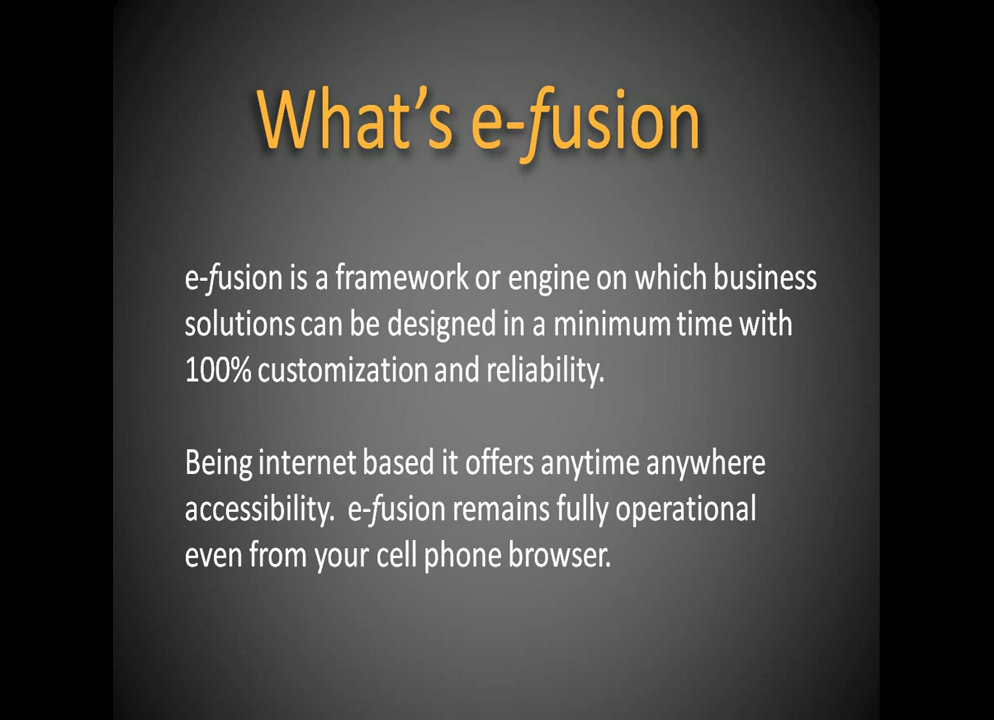 What’s e-fusion
e-fusion is a framework or engine on which business
solutions can be designed in a minimum time with
100% customization and reliability.
Being internet based it offers anytime anywhere
accessibility. e-fusion remains fully operational
even from your cell phone browser.